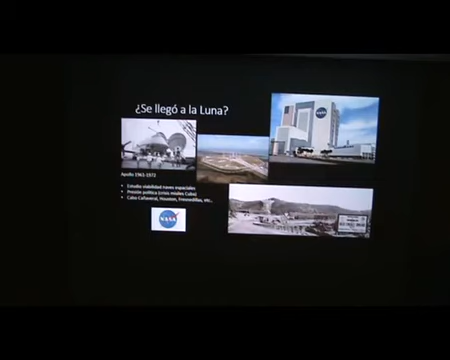 ¿Se llegó a la Luna?
Apollo 1961-1972
• Estudio viabilidad naves espaciales
• Presión política (crisis misiles Cuba)
• Cabo Cañaveral, Houston, Fresnedillas, etc.
NASA
NASA